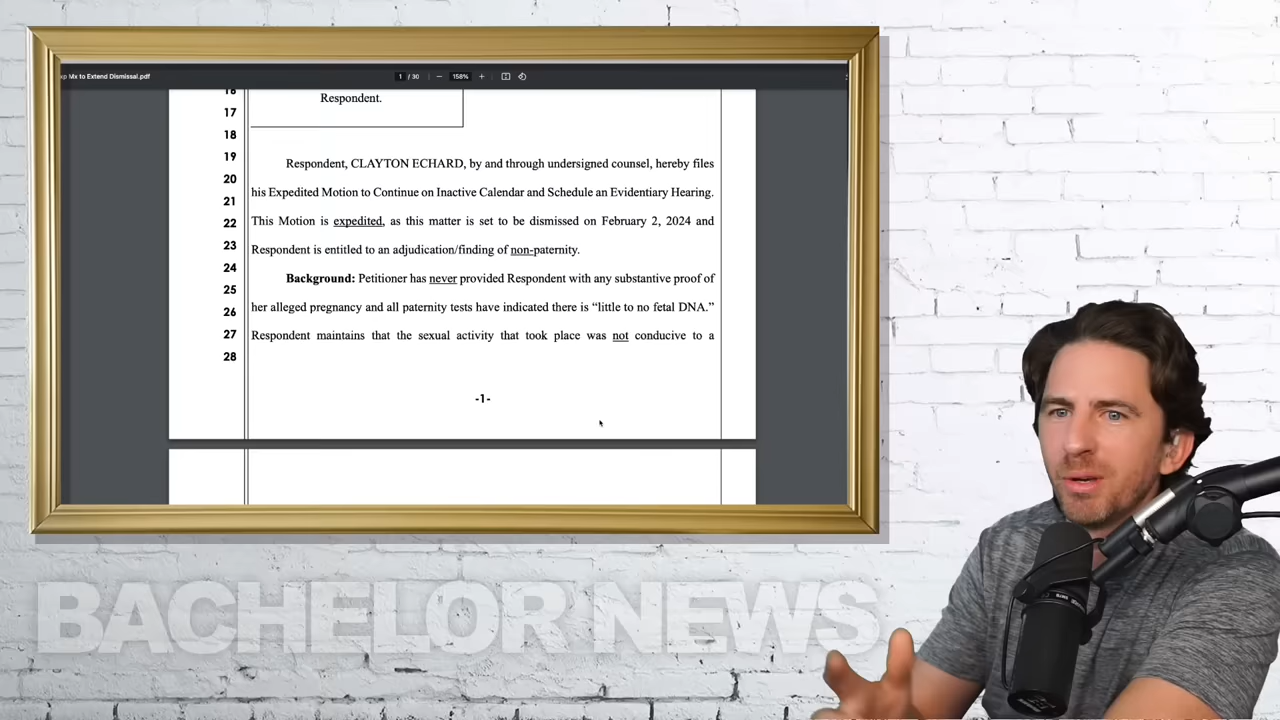 xp Mx to Extend Dismissal.pdf
1 / 30
158%
16
Respondent.
17
18
19
Respondent, CLAYTON ECHARD, by and through undersigned counsel, hereby files
20
his Expedited Motion to Continue on Inactive Calendar and Schedule an Evidentiary Hearing.
21
22
This Motion is expedited, as this matter is set to be dismissed on February 2, 2024 and
23
Respondent is entitled to an adjudication/finding of non-paternity.
24
Background: Petitioner has never provided Respondent with any substantive proof of
25
26
her alleged pregnancy and all paternity tests have indicated there is “little to no fetal DNA.”
27
Respondent maintains that the sexual activity that took place was not conducive to a
28
-1-
BACHELOR NEWS